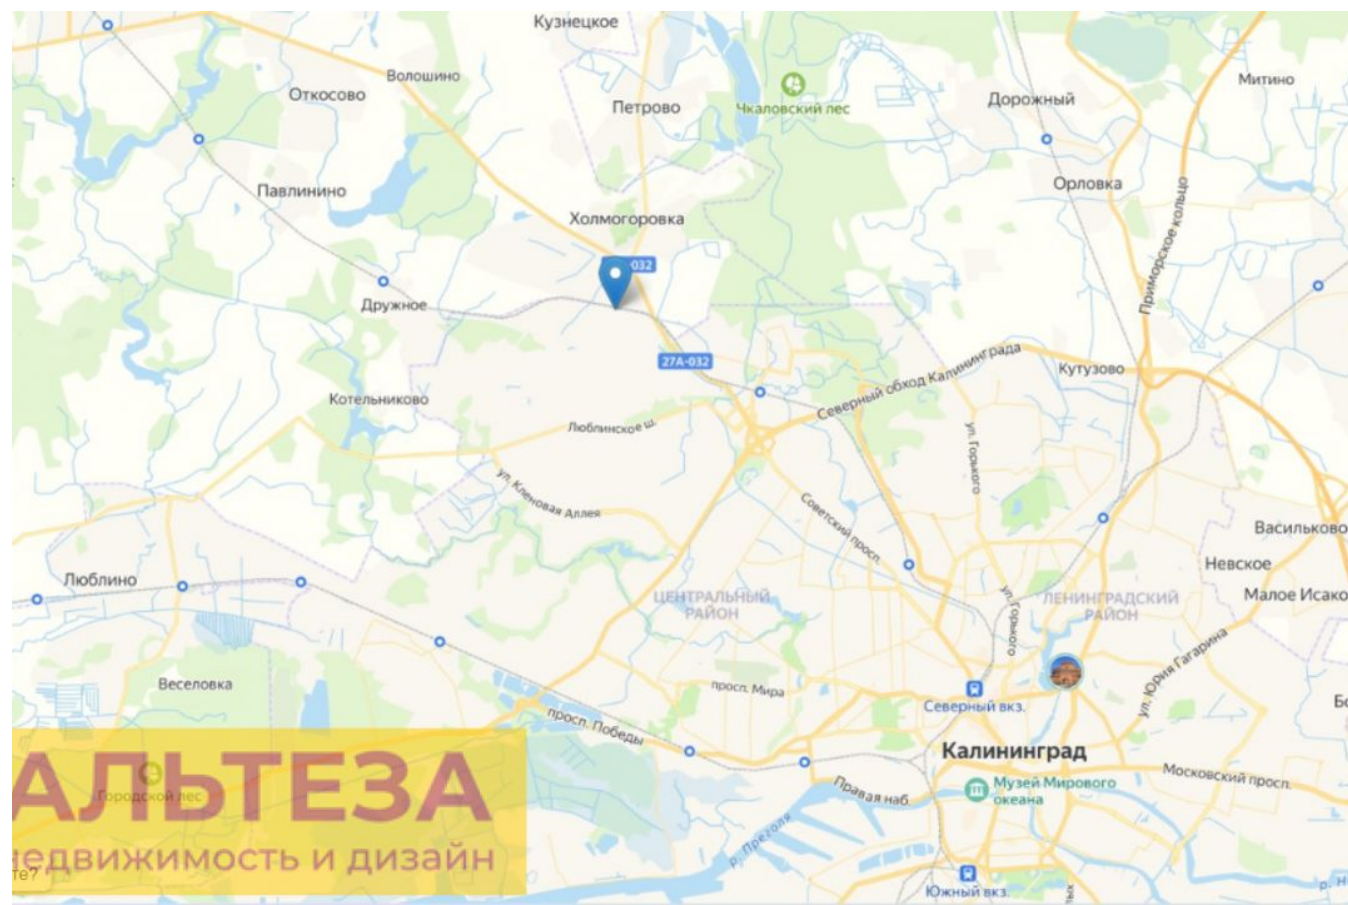 Кузнецкое
Волошино
Откосово
Петрово
Чкаловский лес
Дорожный
Митино
Павлинино
Орловка
Холмогоровка
Приморское кольцо
032
Дружное
27А-032
Северный обход Калининграда
Кутузово
Котельниково
Люблинское ш.
ул. Горького
ул. Кленовая Аллея
Советский просп.
Васильково
Невское
Люблино
ЦЕНТРАЛЬНЫЙ
РАЙОН
ул. Горького
ЛЕНИНГРАДСКИЙ
РАЙОН
Малое Исако
ул. Юрия Гагарина
Веселовка
просп. Мира
Северный вкз.
просп. Победы
Калининград
Московский просп.
АЛЬТЕЗА
Городской лес
Правая наб.
Музей Мирового
океана
р. Преголя
недвижимость и дизайн
те?
Южный вкз.